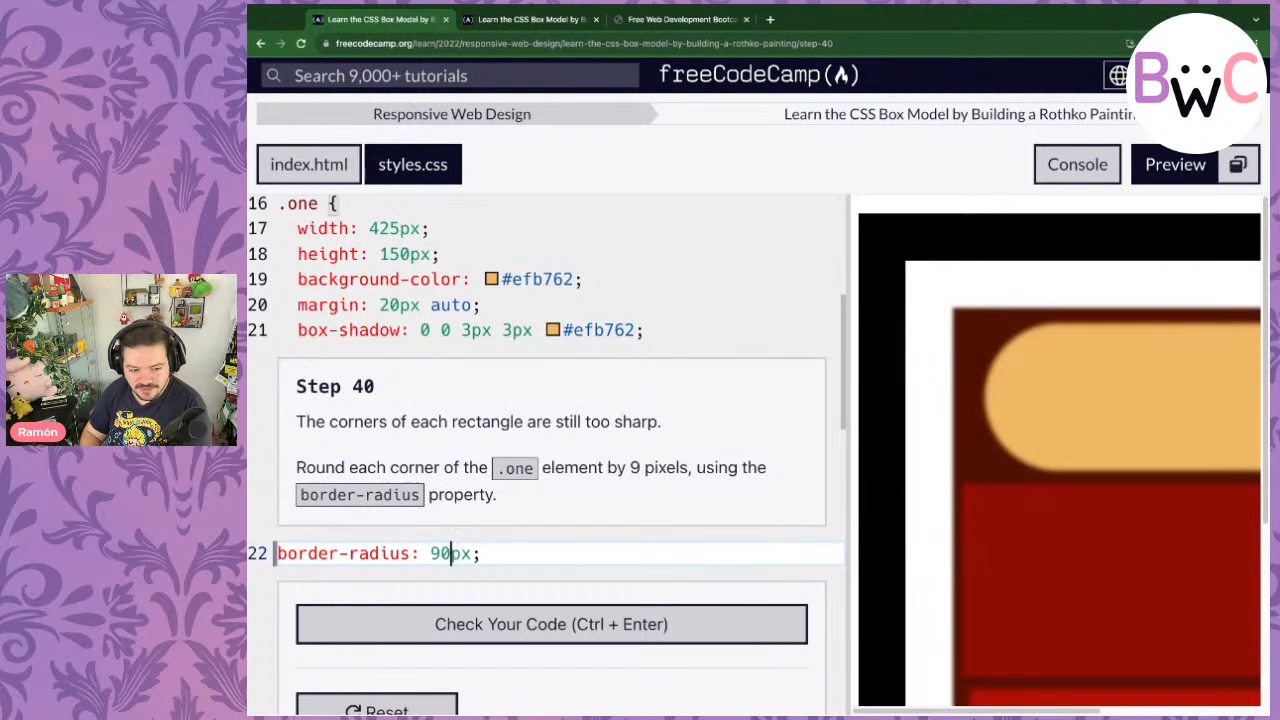 Learn the CSS Box Model by B
Learn the CSS Box Model by B
Free Web Development Bootca
freecodecamp.org/learn/2022/responsive-web-design/learn-the-css-box-model-by-building-a-rothko-painting/step-40
Search 9,000+ tutorials
freeCodeCamp(🔥)
BWC
Responsive Web Design
Learn the CSS Box Model by Building a Rothko Paintin
index.html
styles.css
Console
Preview
16 .one {
17 width: 425px;
18 height: 150px;
19 background-color: #efb762;
20 margin: 20px auto;
21 box-shadow: 0 0 3px 3px #efb762;
Step 40
The corners of each rectangle are still too sharp.
Round each corner of the .one element by 9 pixels, using the
border-radius property.
22 border-radius: 90px;
Check Your Code (Ctrl + Enter)
Reset
Ramón